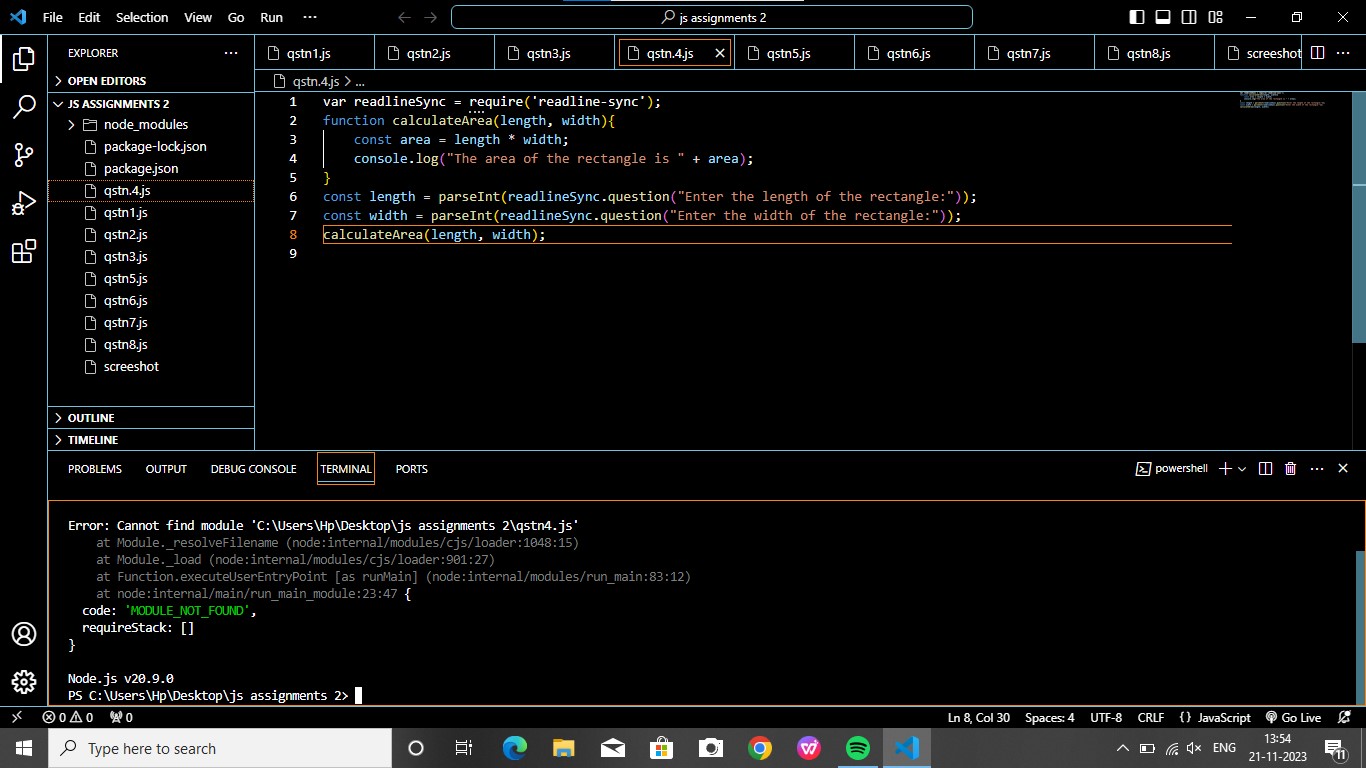 File Edit Selection View Go Run ···
js assignments 2
EXPLORER ···
OPEN EDITORS
JS ASSIGNMENTS 2
node_modules
package-lock.json
package.json
qstn.4.js
qstn1.js
qstn2.js
qstn3.js
qstn5.js
qstn6.js
qstn7.js
qstn8.js
screeshot
OUTLINE
TIMELINE
qstn1.js qstn2.js qstn3.js qstn.4.js qstn5.js qstn6.js qstn7.js qstn8.js screeshot ···
qstn.4.js > ...
1 var readlineSync = require('readline-sync');
2 function calculateArea(length, width){
3     const area = length * width;
4     console.log("The area of the rectangle is " + area);
5 }
6 const length = parseInt(readlineSync.question("Enter the length of the rectangle:"));
7 const width = parseInt(readlineSync.question("Enter the width of the rectangle:"));
8 calculateArea(length, width);
9
PROBLEMS OUTPUT DEBUG CONSOLE TERMINAL PORTS powershell ···
Error: Cannot find module 'C:\Users\Hp\Desktop\js assignments 2\qstn4.js'
    at Module._resolveFilename (node:internal/modules/cjs/loader:1048:15)
    at Module._load (node:internal/modules/cjs/loader:901:27)
    at Function.executeUserEntryPoint [as runMain] (node:internal/modules/run_main:83:12)
    at node:internal/main/run_main_module:23:47 {
  code: 'MODULE_NOT_FOUND',
  requireStack: []
}
Node.js v20.9.0
PS C:\Users\Hp\Desktop\js assignments 2>
0 0 0 Ln 8, Col 30 Spaces: 4 UTF-8 CRLF {} JavaScript Go Live
Type here to search
ENG
13:54
21-11-2023
11